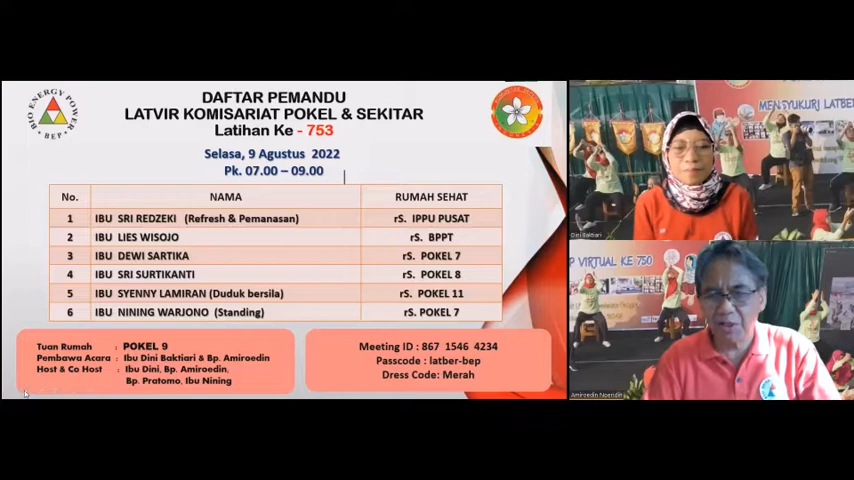 BIO ENERGY POWER
• BEP •
DAFTAR PEMANDU
LATVIR KOMISARIAT POKEL & SEKITAR
Latihan Ke - 753
Selasa, 9 Agustus 2022
Pk. 07.00 – 09.00
No. NAMA RUMAH SEHAT
1 IBU SRI REDZEKI (Refresh & Pemanasan) rS. IPPU PUSAT
2 IBU LIES WISOJO rS. BPPT
3 IBU DEWI SARTIKA rS. POKEL 7
4 IBU SRI SURTIKANTI rS. POKEL 8
5 IBU SYENNY LAMIRAN (Duduk bersila) rS. POKEL 11
6 IBU NINING WARJONO (Standing) rS. POKEL 7
Tuan Rumah : POKEL 9
Pembawa Acara : Ibu Dini Baktiari & Bp. Amiroedin
Host & Co Host : Ibu Dini, Bp. Amiroedin,
Bp. Pratomo, Ibu Nining
Meeting ID : 867 1546 4234
Passcode : latber-bep
Dress Code: Merah
MENSYUKURI LATBE
Dini Baktiari
VIRTUAL KE 750
Amiroedin Noerdin